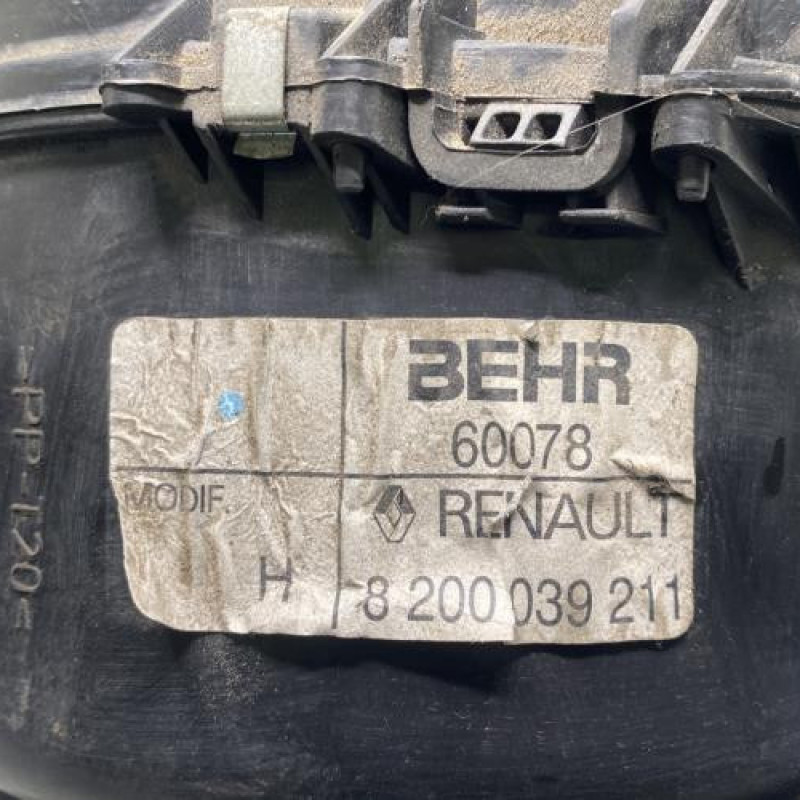 BEHR
60078
MODIF.
RENAULT
H
8 200 039 211
>PP-T20<